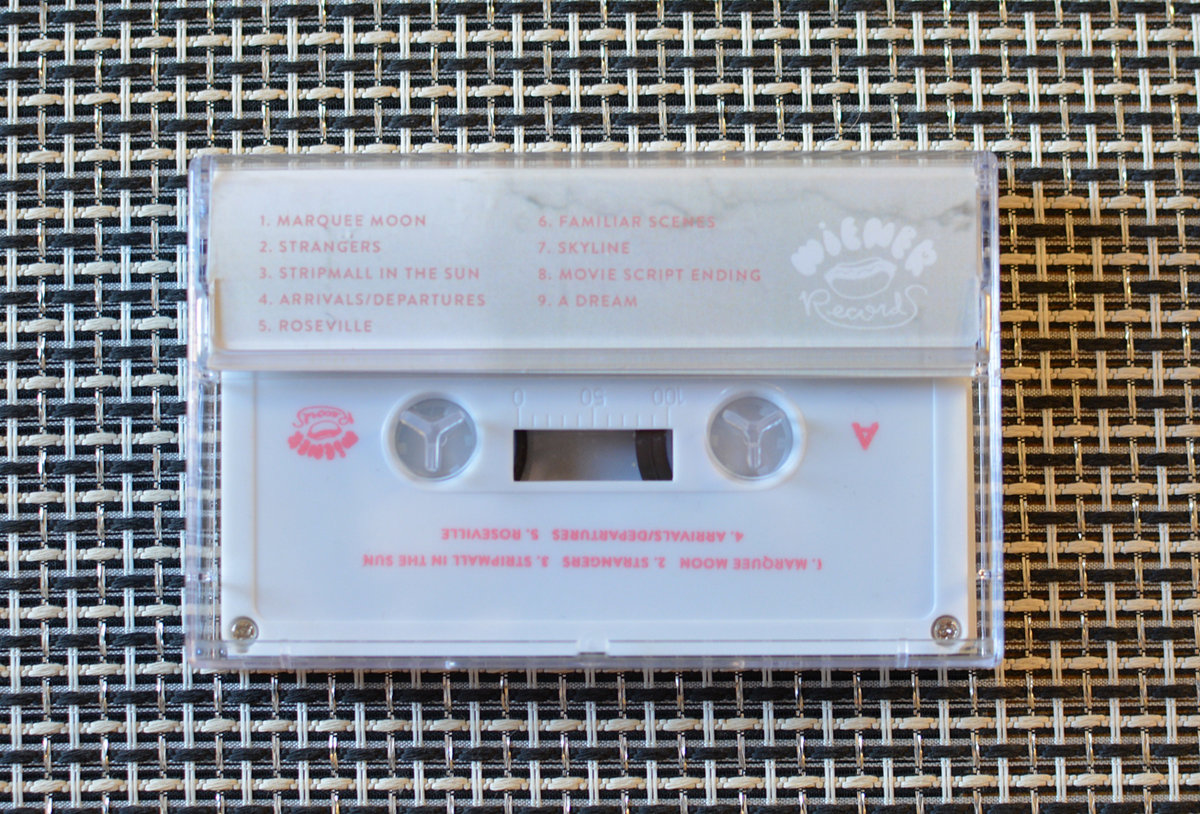 1. MARQUEE MOON
2. STRANGERS
3. STRIPMALL IN THE SUN
4. ARRIVALS/DEPARTURES
5. ROSEVILLE
6. FAMILIAR SCENES
7. SKYLINE
8. MOVIE SCRIPT ENDING
9. A DREAM
WIENER
Records
0 50 100
WIENER
Records
A
1. MARQUEE MOON 2. STRANGERS 3. STRIPMALL IN THE SUN
4. ARRIVALS/DEPARTURES 5. ROSEVILLE